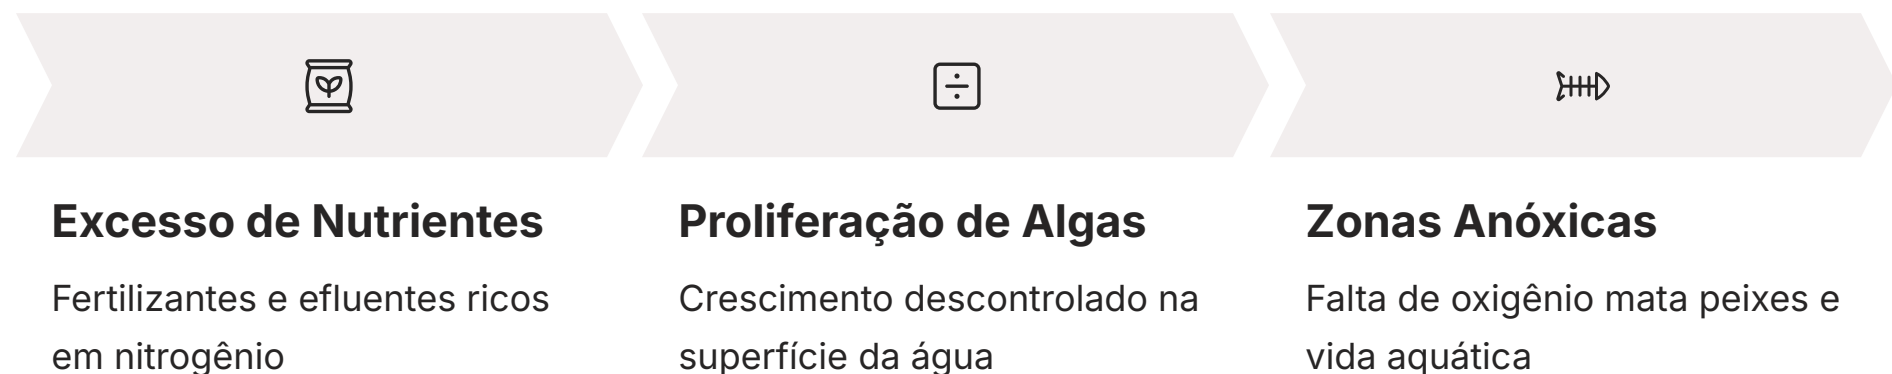 Excesso de Nutrientes
Fertilizantes e efluentes ricos
em nitrogênio
Proliferação de Algas
Crescimento descontrolado na
superfície da água
Zonas Anóxicas
Falta de oxigênio mata peixes e
vida aquática